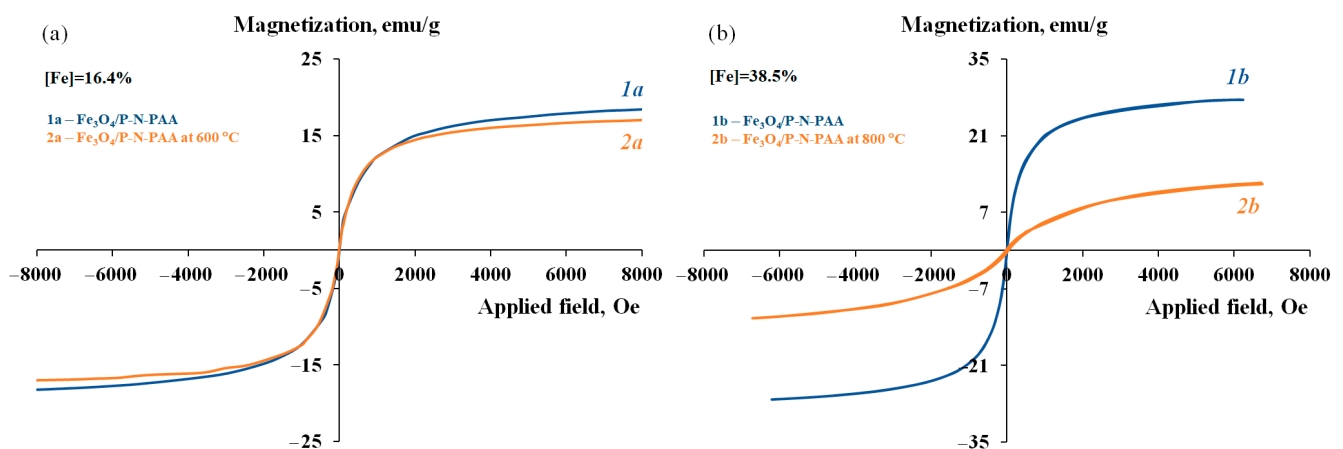 (a)
Magnetization, emu/g
[Fe]=16.4%
1a – Fe₃O₄/P-N-PAA
2a – Fe₃O₄/P-N-PAA at 600 °C
25
15
5
−5
−15
−25
1a
2a
−8000 −6000 −4000 −2000 0 2000 4000 6000 8000
Applied field, Oe
(b)
Magnetization, emu/g
[Fe]=38.5%
1b – Fe₃O₄/P-N-PAA
2b – Fe₃O₄/P-N-PAA at 800 °C
35
21
7
−7
−21
−35
1b
2b
−8000 −6000 −4000 −2000 0 2000 4000 6000 8000
Applied field, Oe